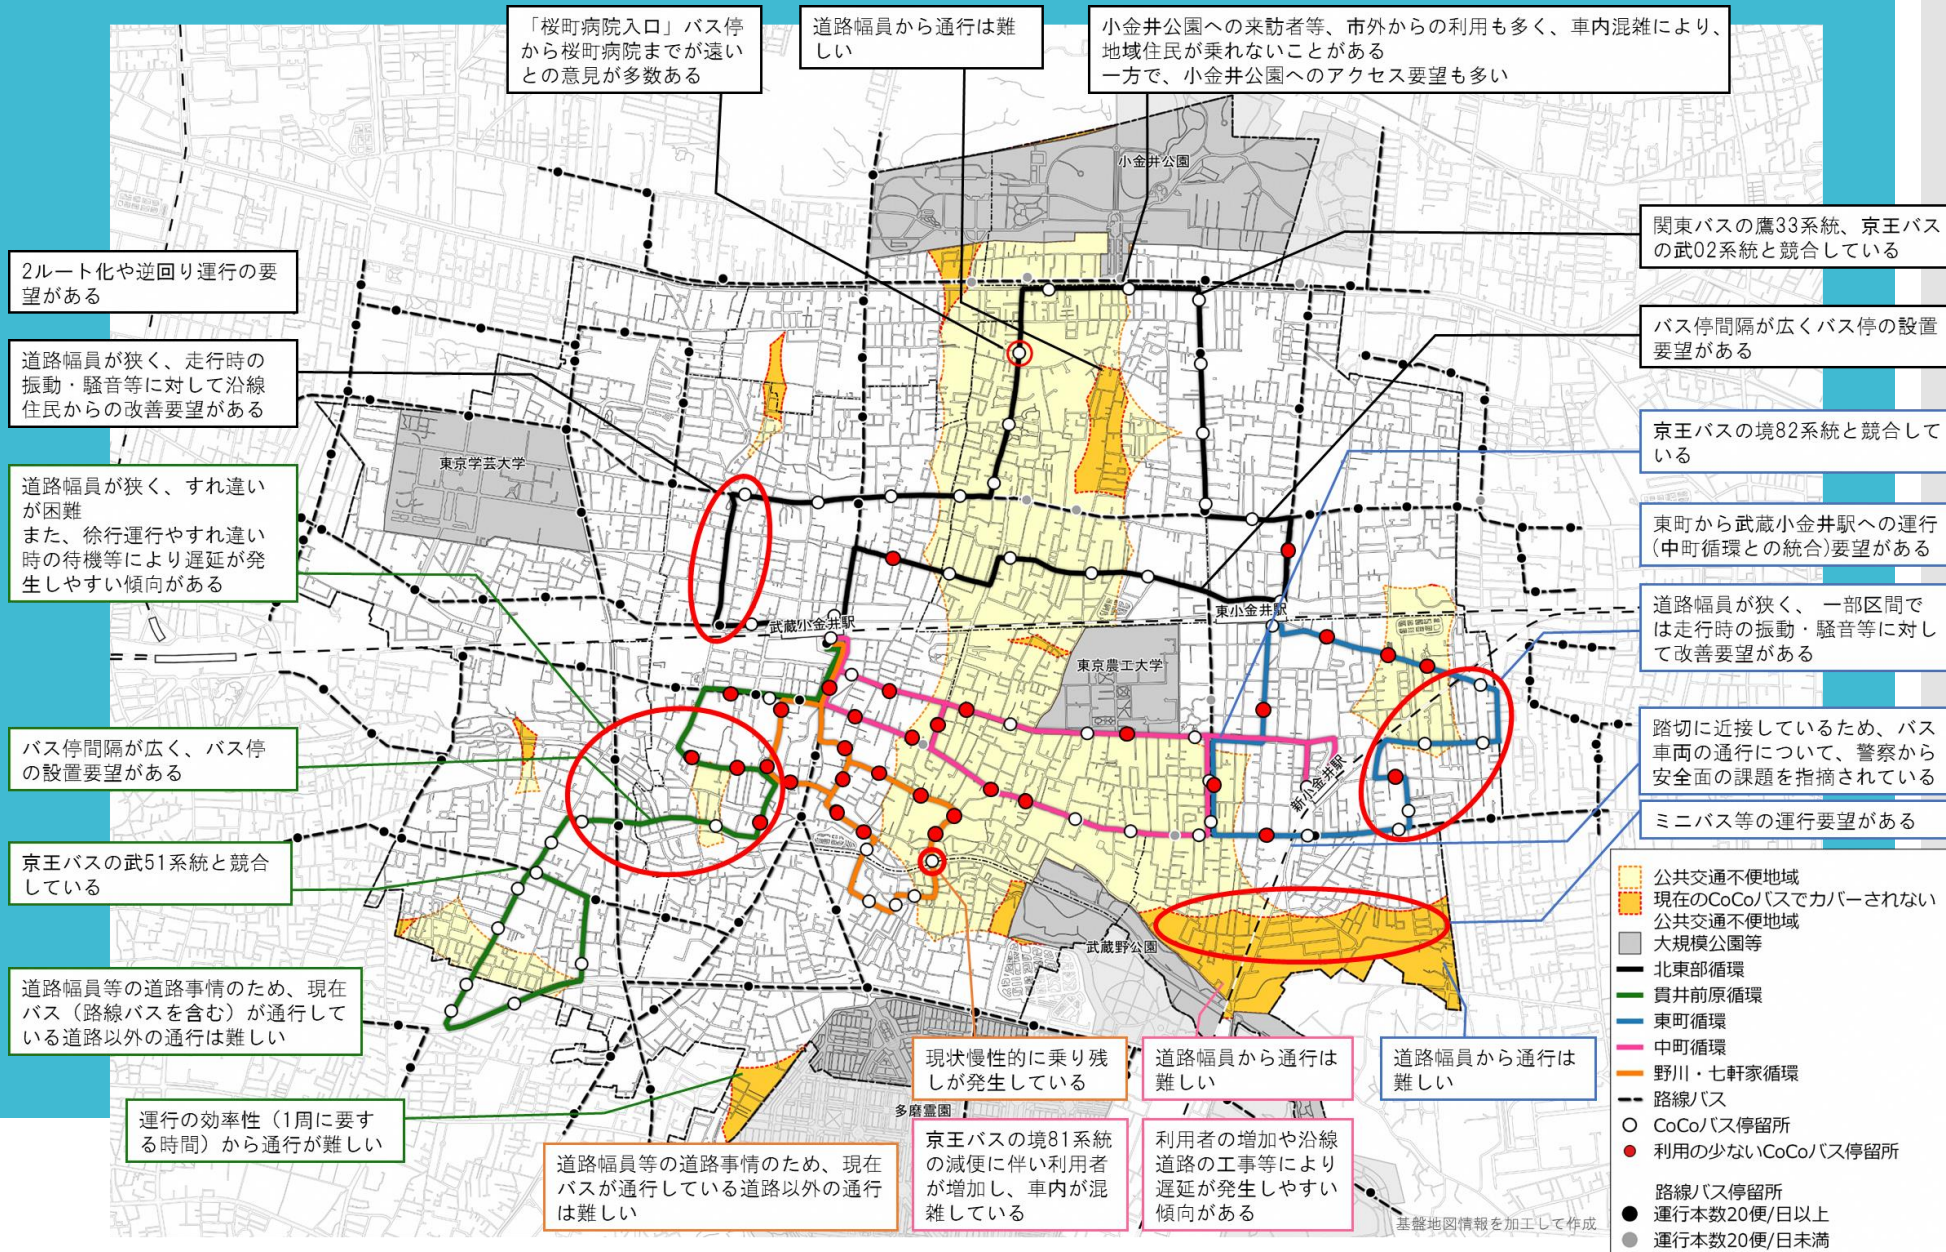 「桜町病院入口」バス停
から桜町病院までが遠い
との意見が多数ある
道路幅員から通行は難
しい
小金井公園への来訪者等、市外からの利用も多く、車内混雑により、
地域住民が乗れないことがある
一方で、小金井公園へのアクセス要望も多い
小金井公園
関東バスの鷹33系統、京王バス
の武02系統と競合している
2ルート化や逆回り運行の要
望がある
バス停間隔が広くバス停の設置
要望がある
道路幅員が狭く、走行時の
振動・騒音等に対して沿線
住民からの改善要望がある
京王バスの境82系統と競合して
いる
東京学芸大学
道路幅員が狭く、すれ違い
が困難
また、徐行運行やすれ違い
時の待機等により遅延が発
生しやすい傾向がある
東町から武蔵小金井駅への運行
(中町循環との統合)要望がある
道路幅員が狭く、一部区間で
は走行時の振動・騒音等に対し
て改善要望がある
武蔵小金井駅
東小金井駅
東京農工大学
新小金井駅
踏切に近接しているため、バス
車両の通行について、警察から
安全面の課題を指摘されている
バス停間隔が広く、バス停
の設置要望がある
ミニバス等の運行要望がある
京王バスの武51系統と競合
している
武蔵野公園
道路幅員等の道路事情のため、現在
バス（路線バスを含む）が通行して
いる道路以外の通行は難しい
現状慢性的に乗り残
しが発生している
道路幅員から通行は
難しい
道路幅員から通行は
難しい
多磨霊園
運行の効率性（1周に要す
る時間）から通行が難しい
道路幅員等の道路事情のため、現在
バスが通行している道路以外の通行
は難しい
京王バスの境81系統
の減便に伴い利用者
が増加し、車内が混
雑している
利用者の増加や沿線
道路の工事等により
遅延が発生しやすい
傾向がある
公共交通不便地域
現在のCoCoバスでカバーされない
公共交通不便地域
大規模公園等
北東部循環
貫井前原循環
東町循環
中町循環
野川・七軒家循環
路線バス
CoCoバス停留所
利用の少ないCoCoバス停留所
路線バス停留所
運行本数20便/日以上
運行本数20便/日未満
基盤地図情報を加工して作成